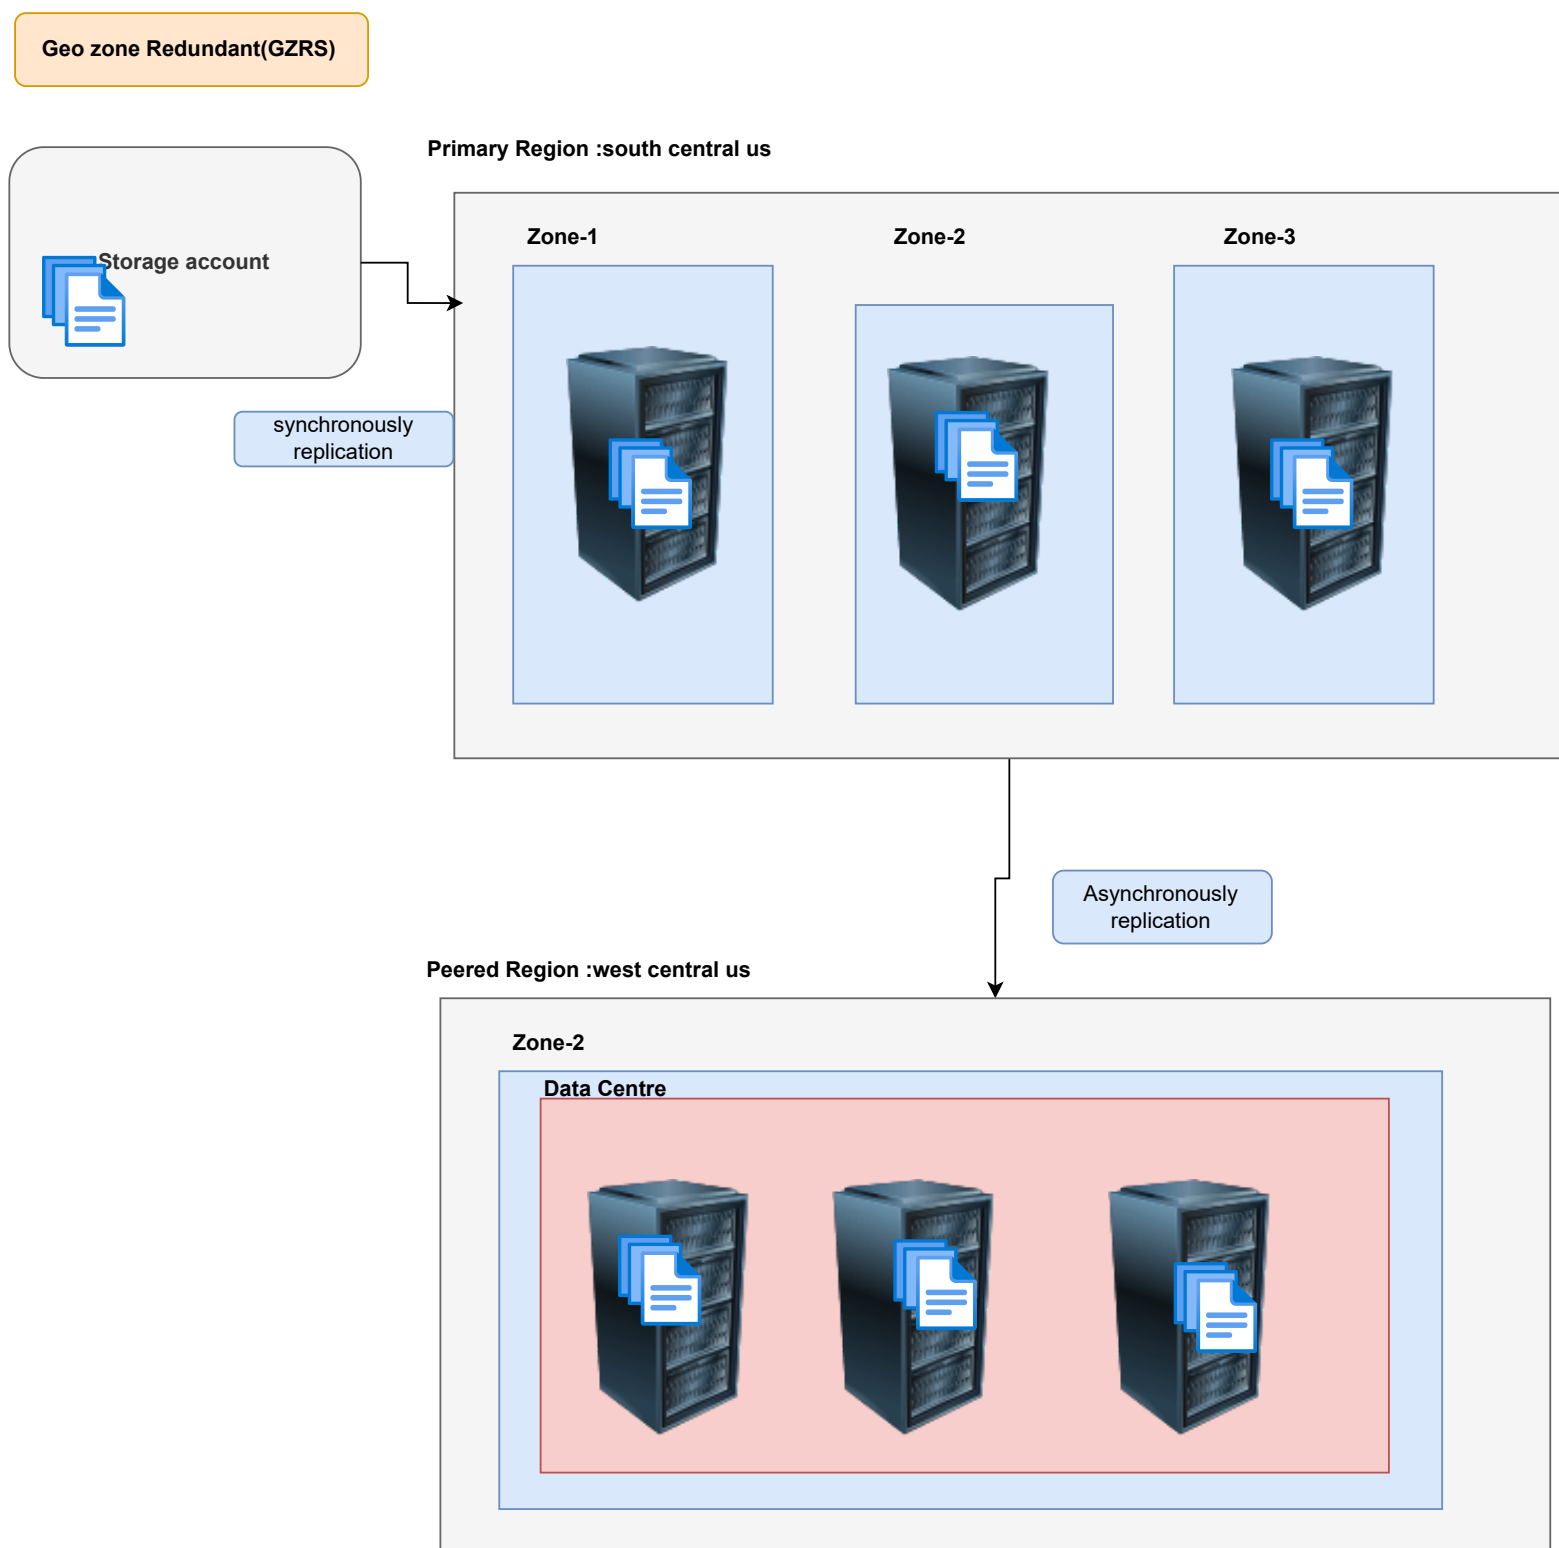 Geo zone Redundant(GZRS)
Primary Region :south central us
Storage account
Zone-1
Zone-2
Zone-3
synchronously
replication
Asynchronously
replication
Peered Region :west central us
Zone-2
Data Centre